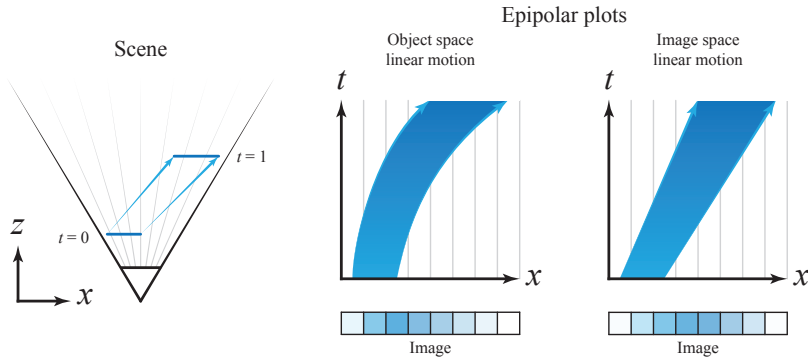 Epipolar plots
Scene
Object space
linear motion
Image space
linear motion
t
t
t = 1
t = 0
z
x
x
x
Image
Image